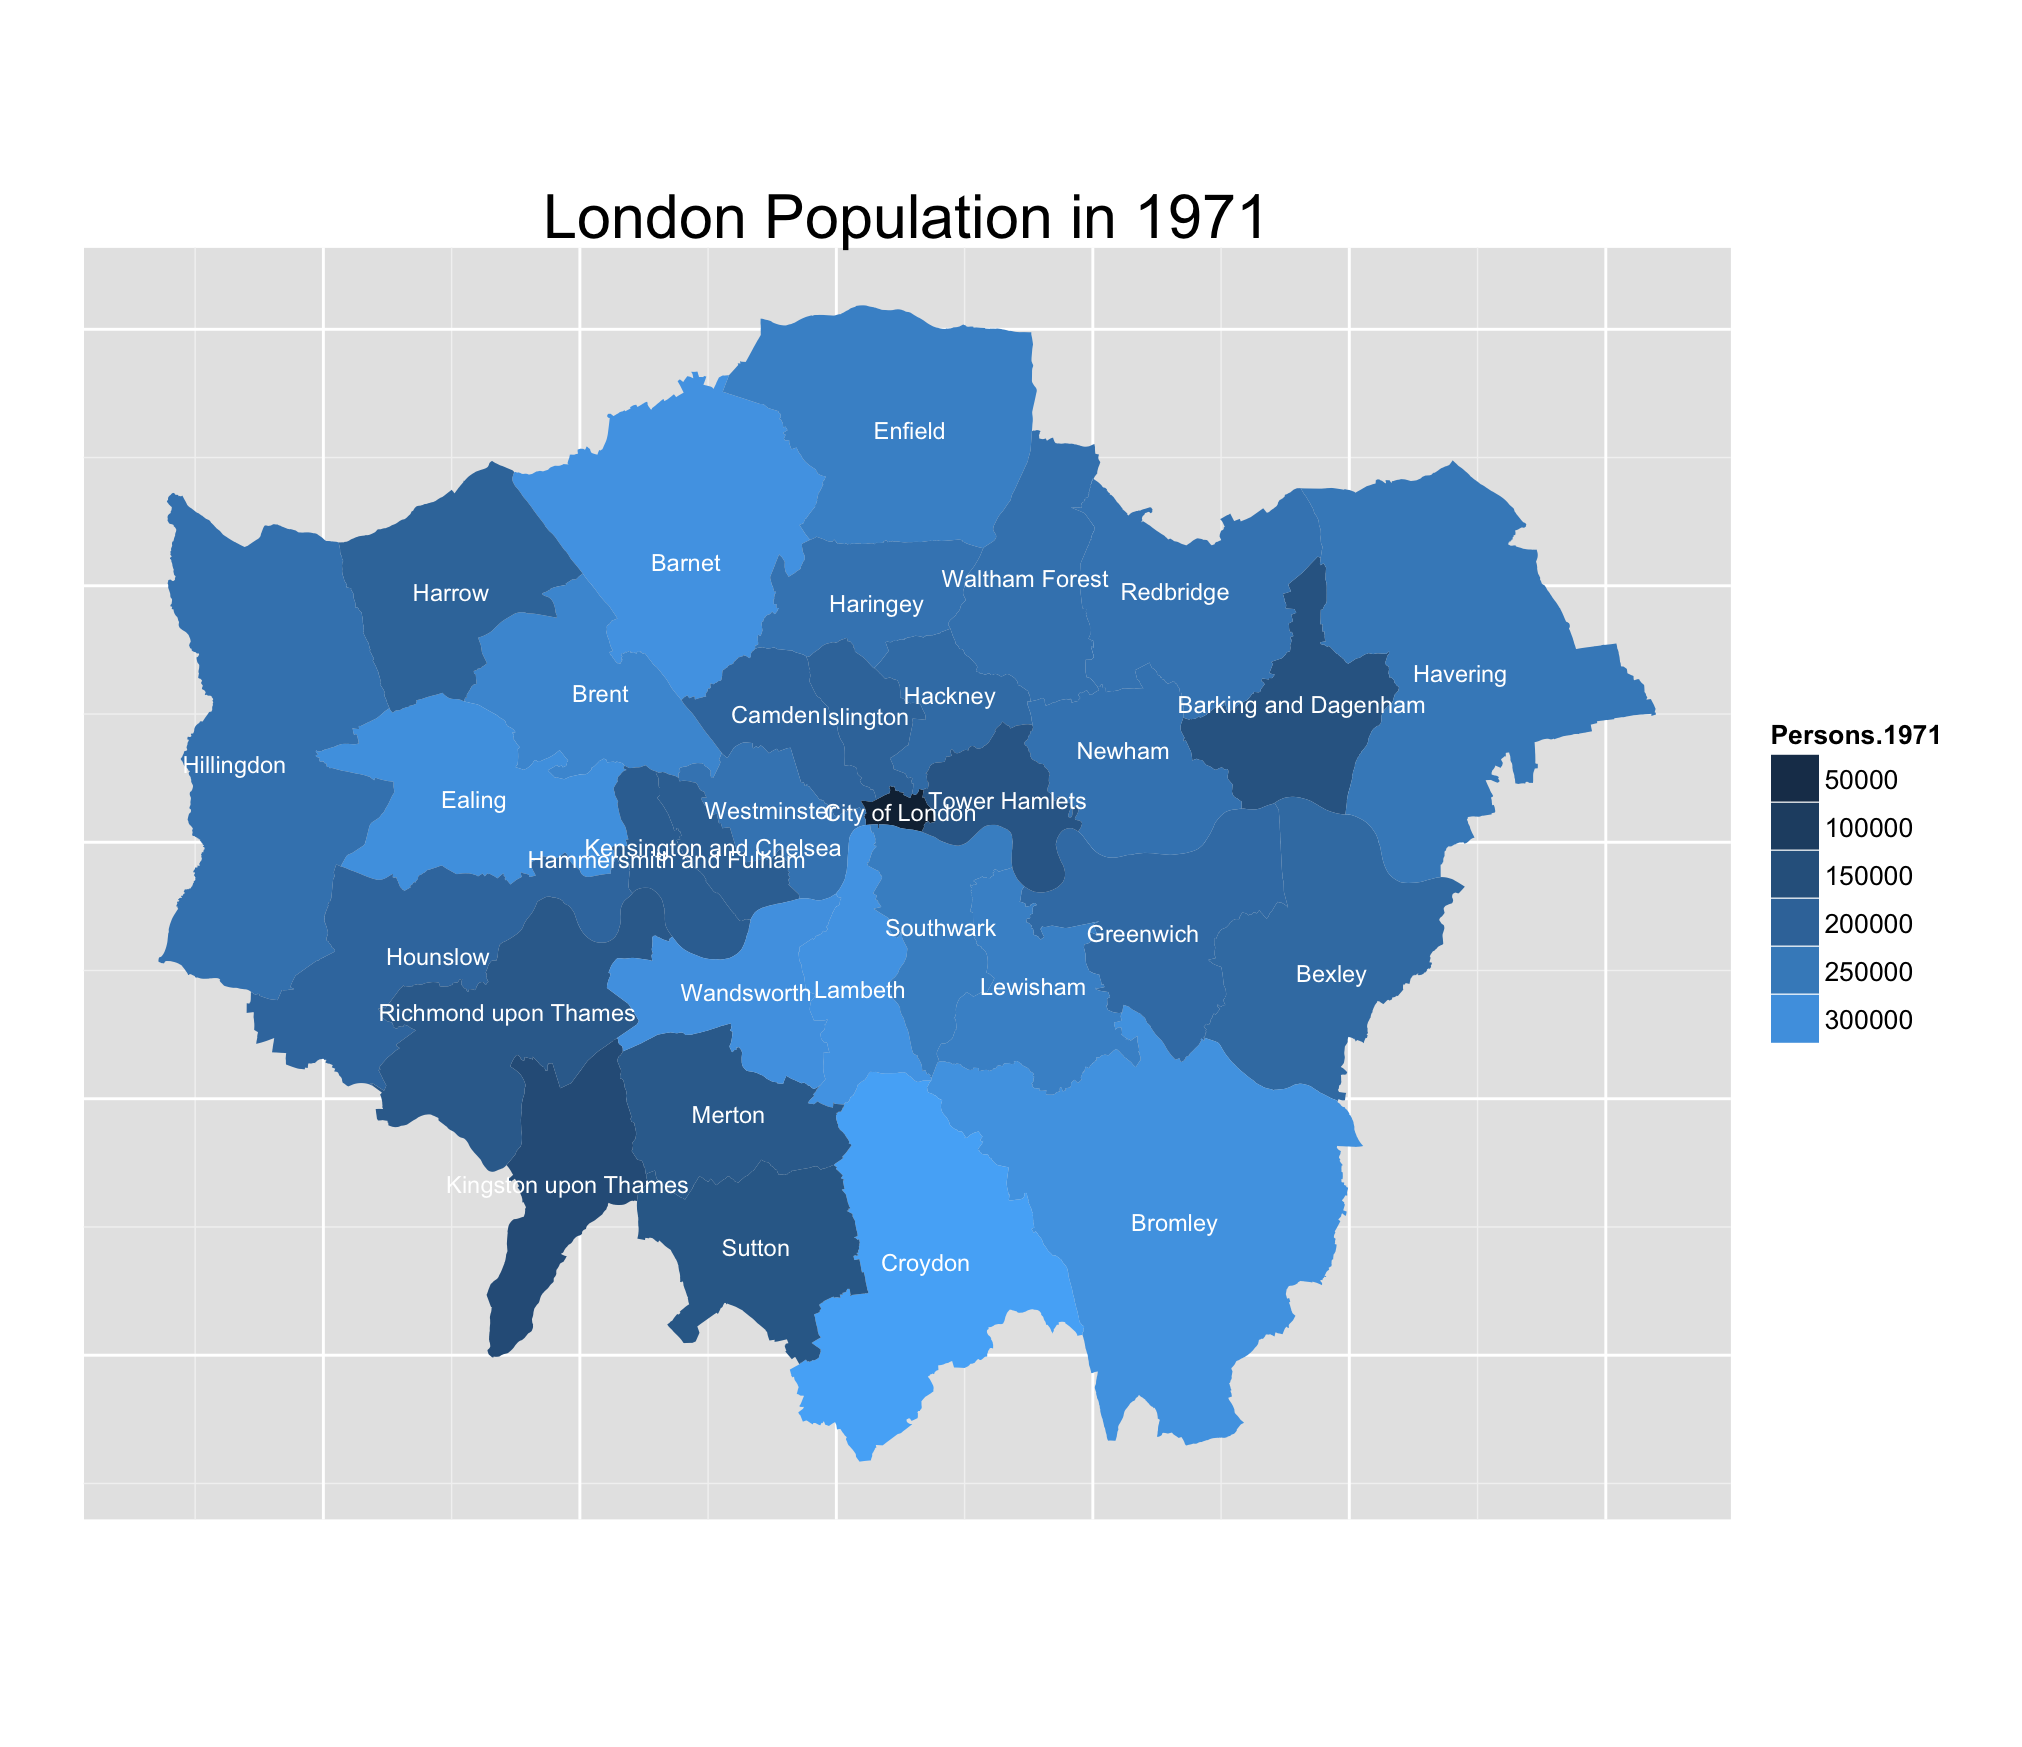 London Population in 1971
Enfield
Barnet
Harrow
Waltham Forest
Redbridge
Haringey
Havering
Brent
Hackney
Barking and Dagenham
Camden
Islington
Newham
Hillingdon
Ealing
Westminster
City of London
Tower Hamlets
Kensington and Chelsea
Hammersmith and Fulham
Southwark
Greenwich
Hounslow
Bexley
Lewisham
Wandsworth
Lambeth
Richmond upon Thames
Merton
Kingston upon Thames
Bromley
Sutton
Croydon
Persons.1971
50000
100000
150000
200000
250000
300000